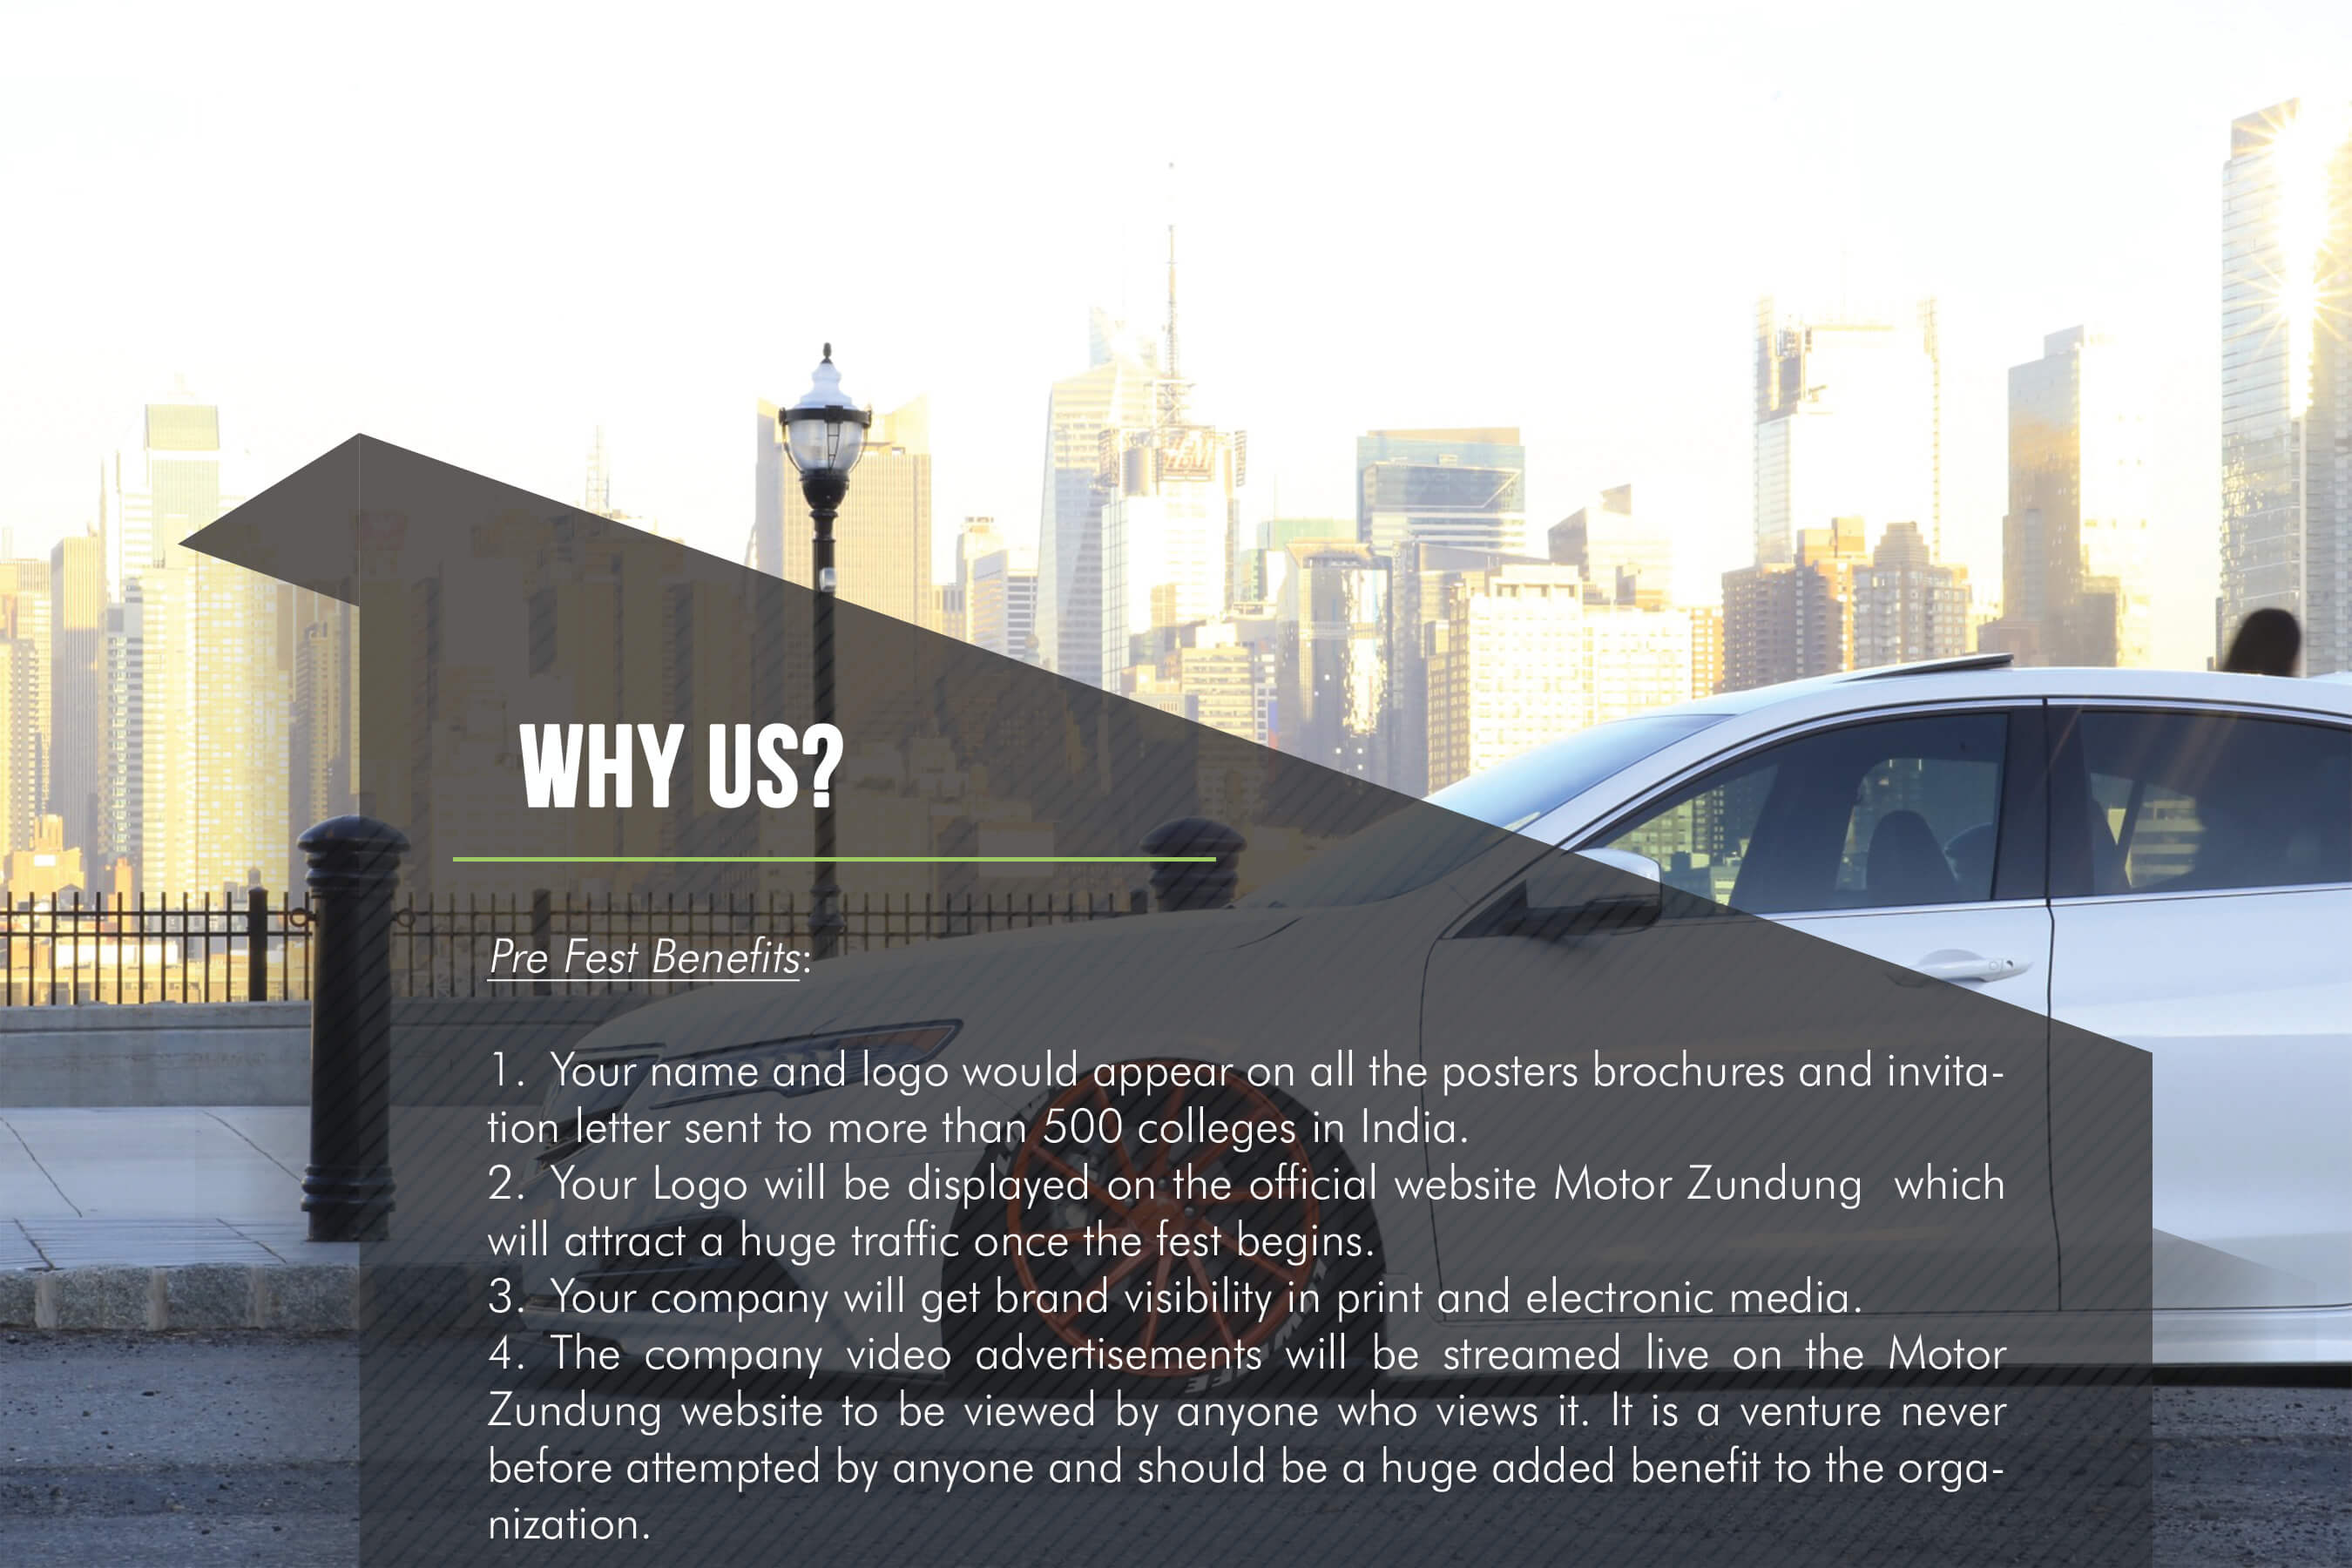 H&M
WHY US?
Pre Fest Benefits:
1. Your name and logo would appear on all the posters brochures and invita-
tion letter sent to more than 500 colleges in India.
2. Your Logo will be displayed on the official website Motor Zundung which
will attract a huge traffic once the fest begins.
3. Your company will get brand visibility in print and electronic media.
4. The company video advertisements will be streamed live on the Motor
Zundung website to be viewed by anyone who views it. It is a venture never
before attempted by anyone and should be a huge added benefit to the orga-
nization.